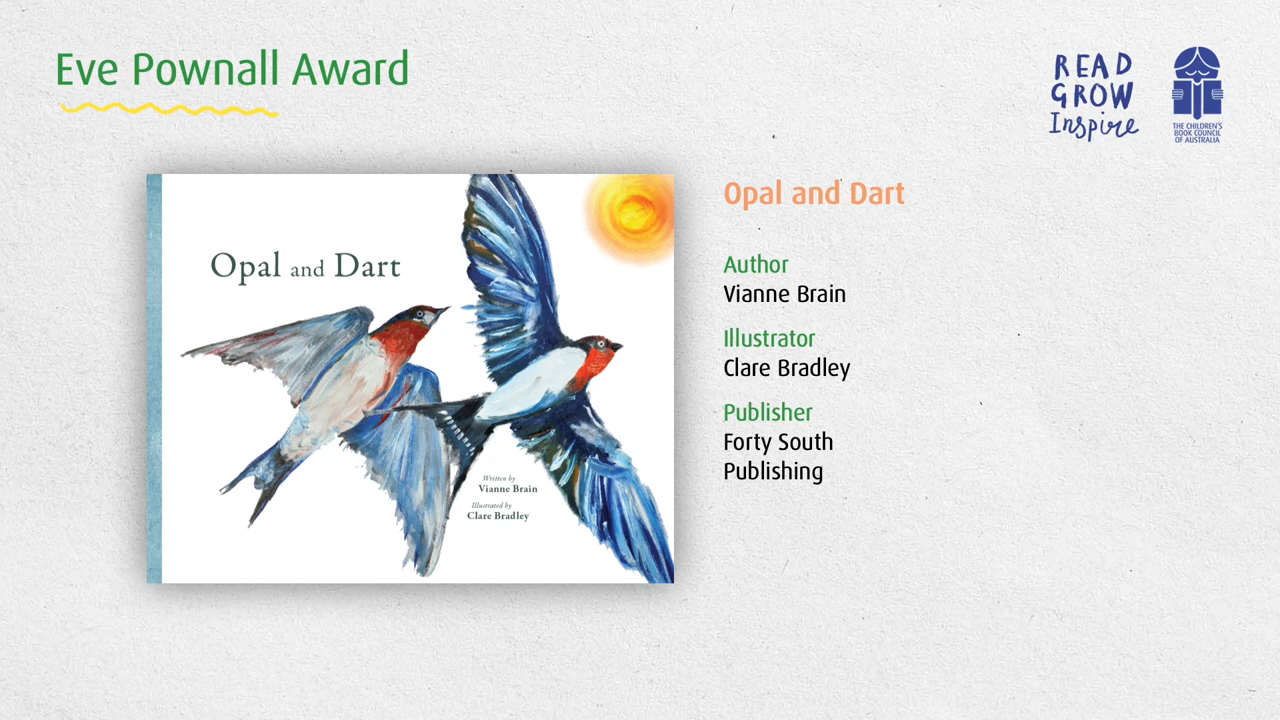 Eve Pownall Award
READ
GROW
Inspire
THE CHILDREN'S
BOOK COUNCIL
OF AUSTRALIA
Opal and Dart
Written by
Vianne Brain
Illustrated by
Clare Bradley
Opal and Dart
Author
Vianne Brain
Illustrator
Clare Bradley
Publisher
Forty South
Publishing